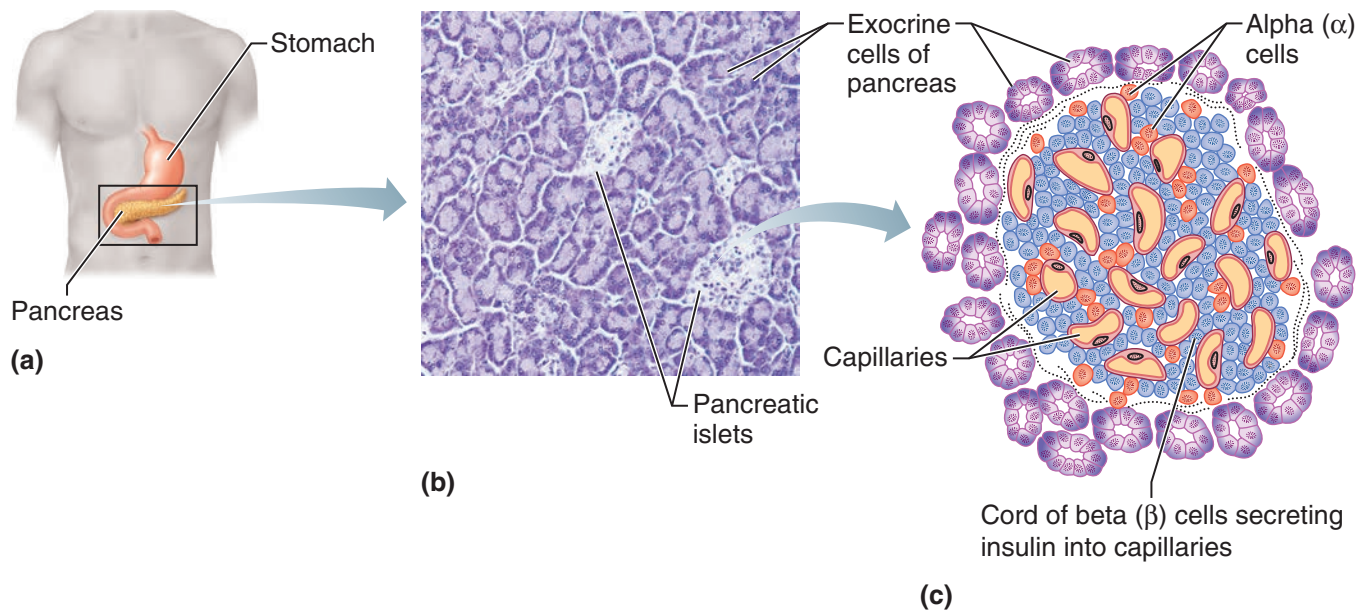 Stomach
Pancreas
(a)
Exocrine
cells of
pancreas
Alpha (α)
cells
Capillaries
Pancreatic
islets
(b)
Cord of beta (β) cells secreting
insulin into capillaries
(c)